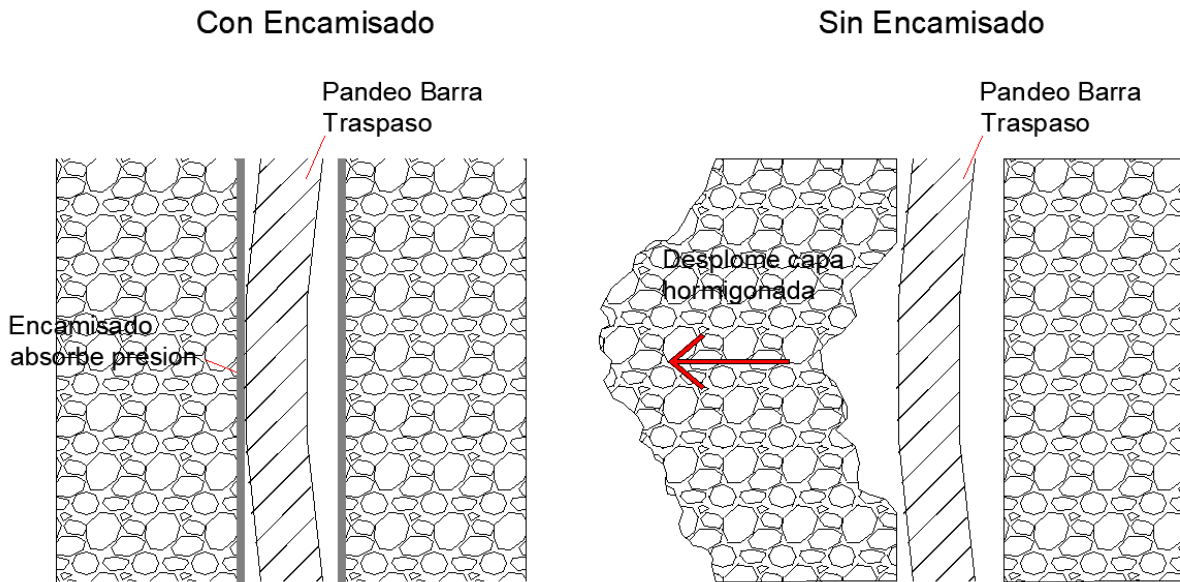 Con Encamisado
Pandeo Barra
Traspaso
Encamisado
absorbe presion
Sin Encamisado
Pandeo Barra
Traspaso
Desplome capa
hormigonada